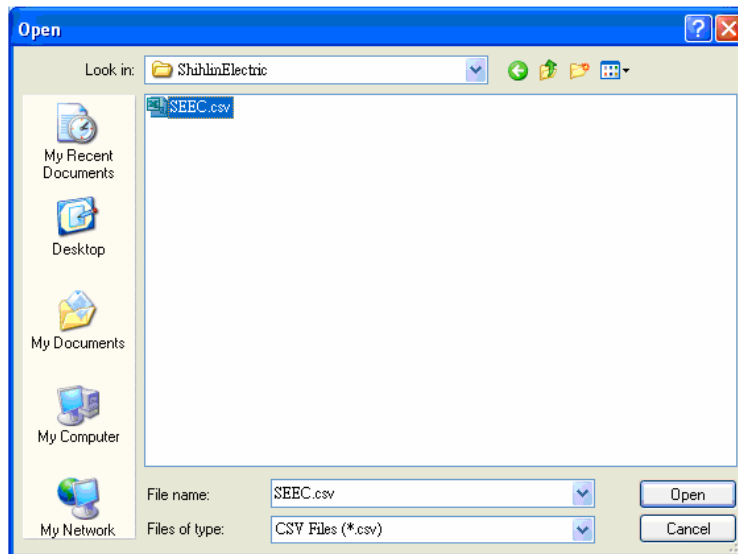 Open
Look in: ShihlinElectric
SEEC.csv
My Recent
Documents
Desktop
My Documents
My Computer
My Network
File name: SEEC.csv Open
Files of type: CSV Files (*.csv) Cancel